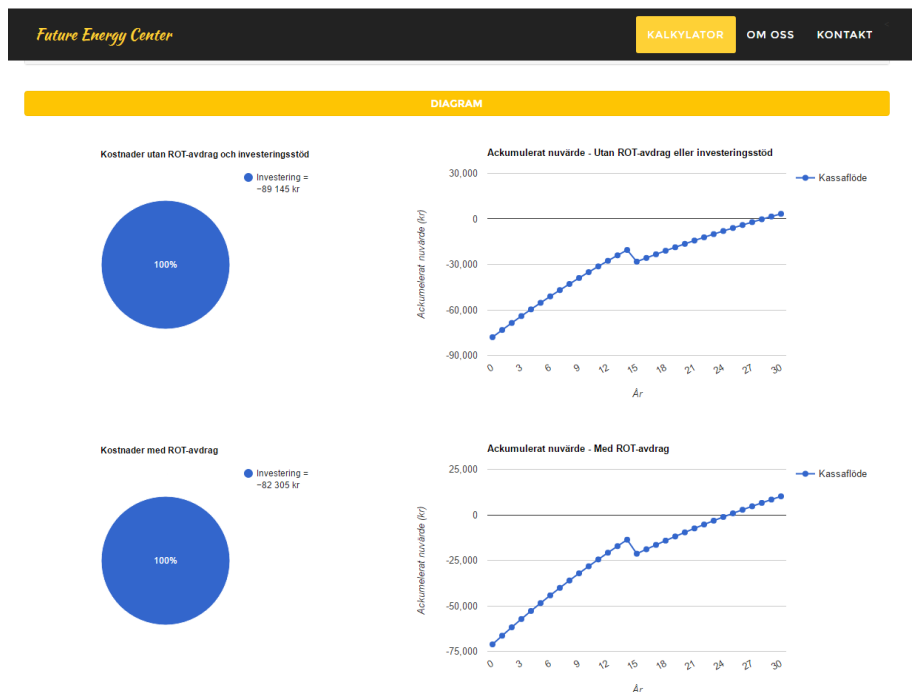 Future Energy Center
KALKYLATOR
OM OSS
KONTAKT
DIAGRAM
Kostnader utan ROT-avdrag och investeringsstöd
Investering =
−89 145 kr
100%
Ackumulerat nuvärde - Utan ROT-avdrag eller investeringsstöd
Kassaflöde
Ackumelerat nuvärde (kr)
30,000
0
-30,000
-60,000
-90,000
0 3 6 9 12 15 18 21 24 27 30
År
Kostnader med ROT-avdrag
Investering =
−82 305 kr
100%
Ackumulerat nuvärde - Med ROT-avdrag
Kassaflöde
Ackumelerat nuvärde (kr)
25,000
0
-25,000
-50,000
-75,000
0 3 6 9 12 15 18 21 24 27 30
År